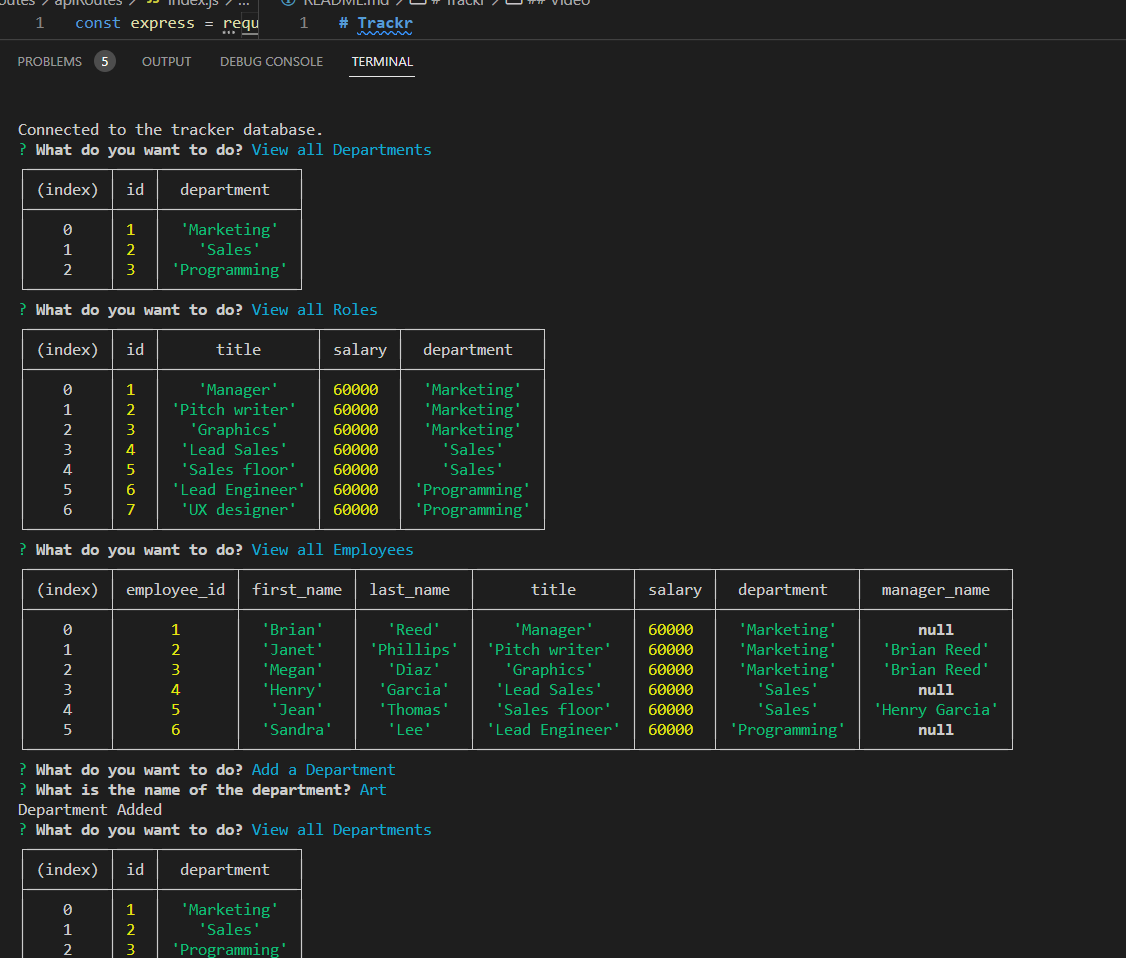 outes > apiRoutes > JS index.js > ...
README.md > # Trackr > ## Video
1 const express = requ
1 # Trackr
PROBLEMS 5 OUTPUT DEBUG CONSOLE TERMINAL
Connected to the tracker database.
? What do you want to do? View all Departments
(index) id department
0 1 'Marketing'
1 2 'Sales'
2 3 'Programming'
? What do you want to do? View all Roles
(index) id title salary department
0 1 'Manager' 60000 'Marketing'
1 2 'Pitch writer' 60000 'Marketing'
2 3 'Graphics' 60000 'Marketing'
3 4 'Lead Sales' 60000 'Sales'
4 5 'Sales floor' 60000 'Sales'
5 6 'Lead Engineer' 60000 'Programming'
6 7 'UX designer' 60000 'Programming'
? What do you want to do? View all Employees
(index) employee_id first_name last_name title salary department manager_name
0 1 'Brian' 'Reed' 'Manager' 60000 'Marketing' null
1 2 'Janet' 'Phillips' 'Pitch writer' 60000 'Marketing' 'Brian Reed'
2 3 'Megan' 'Diaz' 'Graphics' 60000 'Marketing' 'Brian Reed'
3 4 'Henry' 'Garcia' 'Lead Sales' 60000 'Sales' null
4 5 'Jean' 'Thomas' 'Sales floor' 60000 'Sales' 'Henry Garcia'
5 6 'Sandra' 'Lee' 'Lead Engineer' 60000 'Programming' null
? What do you want to do? Add a Department
? What is the name of the department? Art
Department Added
? What do you want to do? View all Departments
(index) id department
0 1 'Marketing'
1 2 'Sales'
2 3 'Programming'